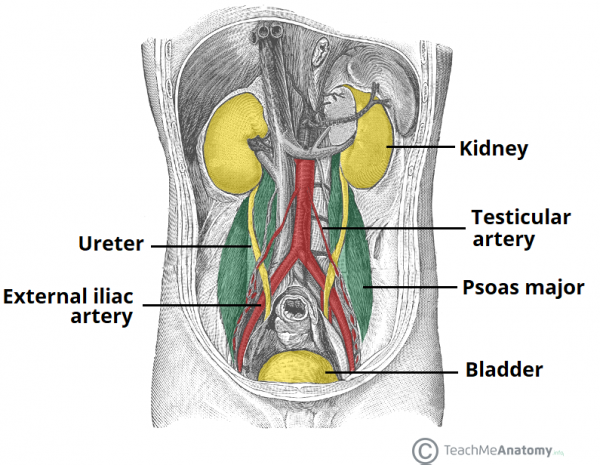 Kidney
Testicular
artery
Ureter
Psoas major
External iliac
artery
Bladder
© TeachMeAnatomy